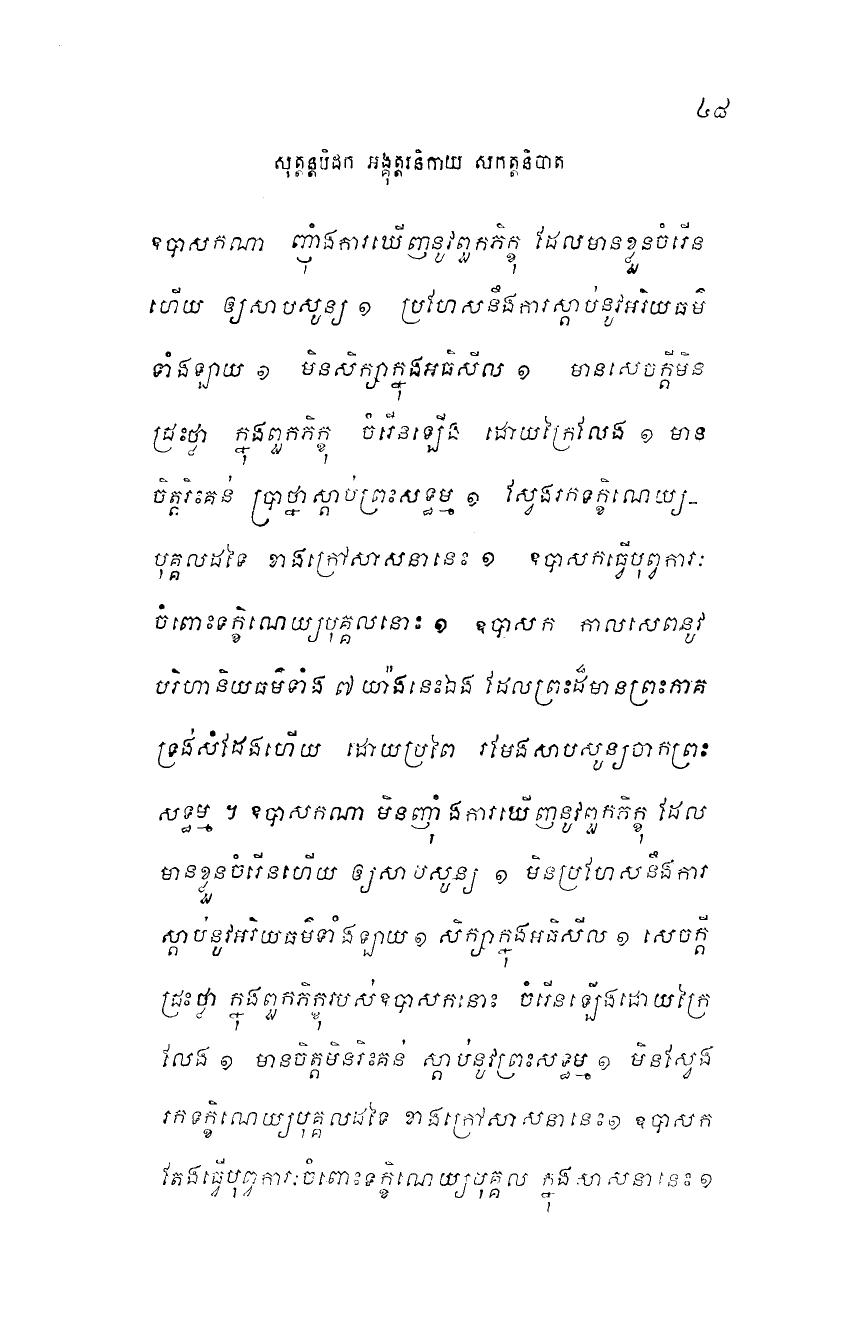 ៤៨
សុត្តន្តបិដក អង្គុត្តរនិកាយ សកត្តនិបាត
ឧបាសកណា ញ៉ាំងការឃើញនូវពួកភិក្ខុ ដែលមានខ្លួនចំរើន
ហើយ ឲ្យសាបសូន្យ ១ ប្រហែសនឹងការស្តាប់នូវអរិយធម៌
ទាំងឡាយ ១ មិនសិក្សាក្នុងអធិសីល ១ មានសេចក្តីមិន
ជ្រះថ្លា ក្នុងពួកភិក្ខុ ចំរើនឡើង ដោយក្រៃលែង ១ មាន
ចិត្តរិះគន់ ប្រាថ្នាស្តាប់ព្រះសទ្ធម្ម ១ ស្វែងរកទក្ខិណេយ្យ-
បុគ្គលដទៃ ខាងក្រៅសាសនានេះ ១ ឧបាសកធ្វើបុព្វការៈ
ចំពោះទក្ខិណេយ្យបុគ្គលនោះ ១ ឧបាសក កាលសេពនូវ
បរិហានិយធម៌ទាំង ៧ យ៉ាងនេះឯង ដែលព្រះដ៏មានព្រះភាគ
ទ្រង់សំដែងហើយ ដោយប្រពៃ រមែងសាបសូន្យចាកព្រះ
សទ្ធម្ម ។ ឧបាសកណា មិនញ៉ាំងការឃើញនូវពួកភិក្ខុ ដែល
មានខ្លួនចំរើនហើយ ឲ្យសាបសូន្យ ១ មិនប្រហែសនឹងការ
ស្តាប់នូវអរិយធម៌ទាំងឡាយ ១ សិក្សាក្នុងអធិសីល ១ សេចក្តី
ជ្រះថ្លា ក្នុងពួកភិក្ខុរបស់ឧបាសកនោះ ចំរើនឡើងដោយក្រៃ
លែង ១ មានចិត្តមិនរិះគន់ ស្តាប់នូវព្រះសទ្ធម្ម ១ មិនស្វែង
រកទក្ខិណេយ្យបុគ្គលដទៃ ខាងក្រៅសាសនានេះ ១ ឧបាសក
តែងធ្វើបុព្វការៈចំពោះទក្ខិណេយ្យបុគ្គល ក្នុងសាសនានេះ ១